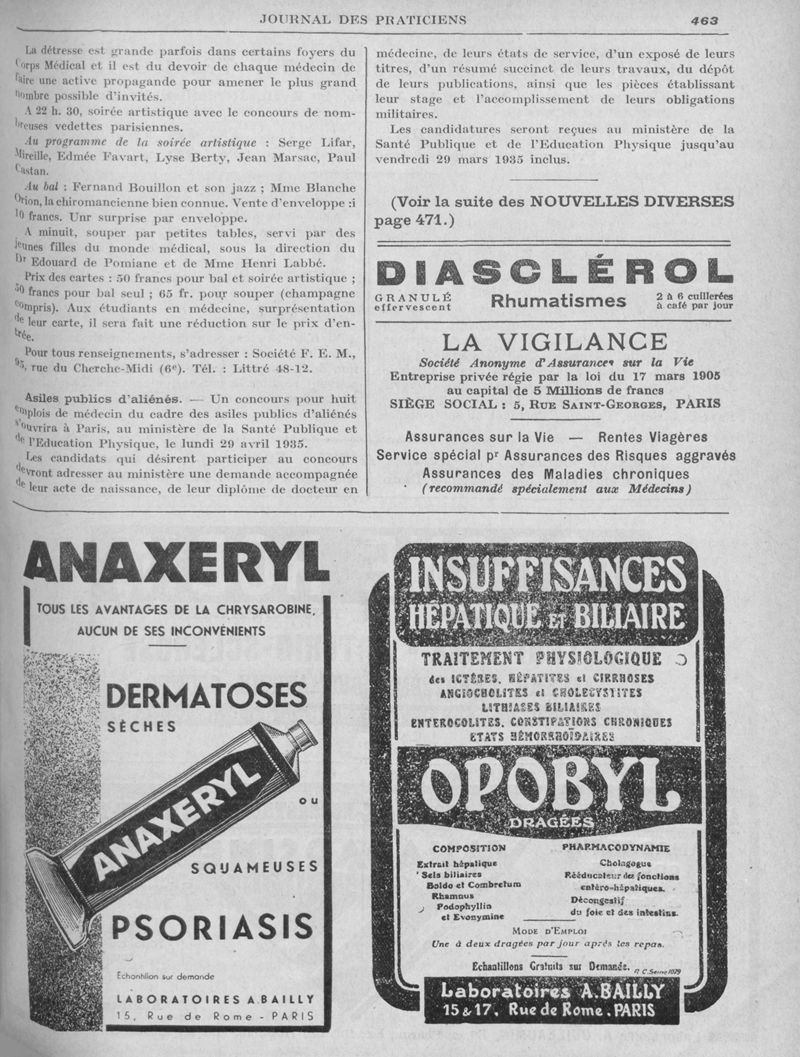 JOURNAL DES PRATICIENS
463
La détresse est grande parfois dans certains foyers du
Corps Médical et il est du devoir de chaque médecin de
faire une active propagande pour amener le plus grand
nombre possible d'invités.
A 22 h. 30, soirée artistique avec le concours de nom-
breuses vedettes parisiennes.
Au programme de la soirée artistique : Serge Lifar,
Mireille, Edmée Favart, Lyse Berty, Jean Marsac, Paul
Castan.
Au bal : Fernand Bouillon et son jazz ; Mme Blanche
Orion, la chiromancienne bien connue. Vente d'enveloppe :i
10 francs. Unr surprise par enveloppe.
A minuit, souper par petites tables, servi par des
jeunes filles du monde médical, sous la direction du
Dr Edouard de Pomiane et de Mme Henri Labbé.
Prix des cartes : 50 francs pour bal et soirée artistique ;
30 francs pour bal seul ; 65 fr. pour souper (champagne
compris). Aux étudiants en médecine, surprésentation
de leur carte, il sera fait une réduction sur le prix d'en-
trée.
Pour tous renseignements, s'adresser : Société F. E. M.,
95, rue du Cherche-Midi (6e). Tél. : Littré 48-12.
Asiles publics d'aliénés. — Un concours pour huit
emplois de médecin du cadre des asiles publics d'aliénés
s'ouvrira à Paris, au ministère de la Santé Publique et
de l'Education Physique, le lundi 29 avril 1935.
Les candidats qui désirent participer au concours
devront adresser au ministère une demande accompagnée
de leur acte de naissance, de leur diplôme de docteur en
médecine, de leurs états de service, d'un exposé de leurs
titres, d'un résumé succinct de leurs travaux, du dépôt
de leurs publications, ainsi que les pièces établissant
leur stage et l'accomplissement de leurs obligations
militaires.
Les candidatures seront reçues au ministère de la
Santé Publique et de l'Education Physique jusqu'au
vendredi 29 mars 1935 inclus.
(Voir la suite des NOUVELLES DIVERSES
page 471.)
DIASCLÉROL
GRANULÉ
effervescent
Rhumatismes
2 à 6 cuillerées
à café par jour
LA VIGILANCE
Société Anonyme d'Assurances sur la Vie
Entreprise privée régie par la loi du 17 mars 1905
au capital de 5 Millions de francs
SIÈGE SOCIAL : 5, RUE SAINT-GEORGES, PARIS
Assurances sur la Vie — Rentes Viagères
Service spécial pr Assurances des Risques aggravés
Assurances des Maladies chroniques
(recommandé spécialement aux Médecins)
ANAXERYL
TOUS LES AVANTAGES DE LA CHRYSAROBINE,
AUCUN DE SES INCONVÉNIENTS
DERMATOSES
SÈCHES
ANAXERYL
OU
SQUAMEUSES
PSORIASIS
Echantillon sur demande
LABORATOIRES A. BAILLY
15, Rue de Rome - PARIS
INSUFFISANCES
HÉPATIQUE ET BILIAIRE
TRAITEMENT PHYSIOLOGIQUE
des ICTÈRES, HÉPATITES et CIRRHOSES
ANGIOCHOLITES et CHOLÉCYSTITES
LITHIASES BILIAIRES
ENTEROCOLITES, CONSTIPATIONS CHRONIQUES
ETATS HÉMORRHOÏDAIRES
OPOBYL
DRAGÉES
COMPOSITION
Extrait hépatique
Sels biliaires
Boldo et Combretum
Rhamnus
Podophyllin
et Evonymine
PHARMACODYNAMIE
Cholagogue
Rééducateur des fonctions
entéro-hépatiques.
Décongestif
du foie et des intestins.
MODE D'EMPLOI
Une à deux dragées par jour après les repas.
Echantillons Gratuits sur Demande.
R. C. Seine 1029
Laboratoires A. BAILLY
15 & 17, Rue de Rome. PARIS